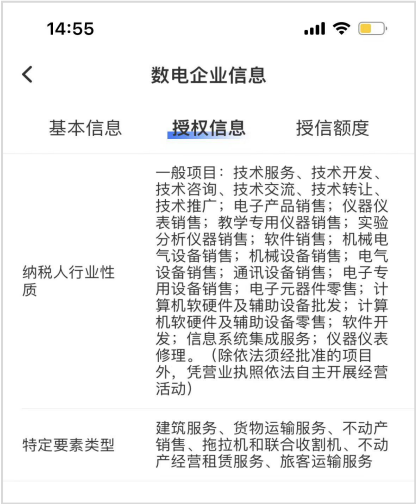 14:55
数电企业信息
基本信息 授权信息 授信额度
一般项目：技术服务、技术开发、
技术咨询、技术交流、技术转让、
技术推广；电子产品销售；仪器仪
表销售；教学专用仪器销售；实验
分析仪器销售；软件销售；机械电
气设备销售；机械设备销售；电气
设备销售；通讯设备销售；电子专
用设备销售；电子元器件零售；计
算机软硬件及辅助设备批发；计算
机软硬件及辅助设备零售；软件开
发；信息系统集成服务；仪器仪表
修理。（除依法须经批准的项目
外，凭营业执照依法自主开展经营
活动）
纳税人行业性
质
建筑服务、货物运输服务、不动产
销售、拖拉机和联合收割机、不动
产经营租赁服务、旅客运输服务
特定要素类型